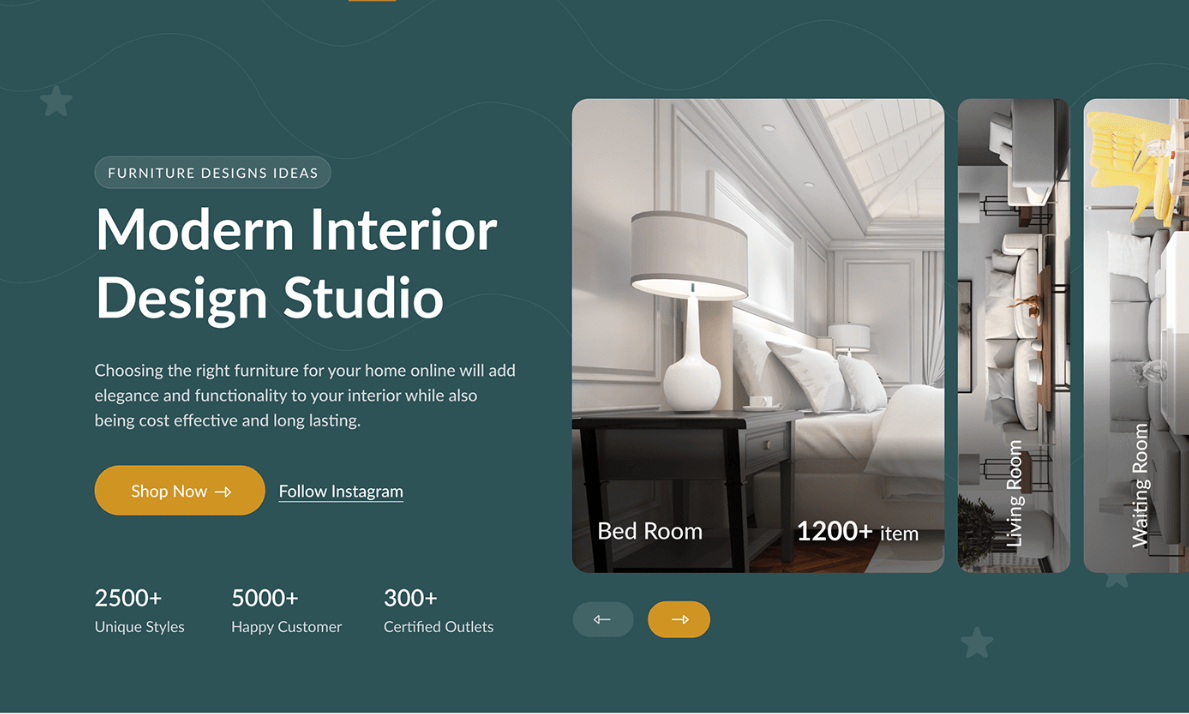 FURNITURE DESIGNS IDEAS
Modern Interior
Design Studio
Choosing the right furniture for your home online will add
elegance and functionality to your interior while also
being cost effective and long lasting.
Shop Now
Follow Instagram
2500+
Unique Styles
5000+
Happy Customer
300+
Certified Outlets
Bed Room
1200+ item
Living Room
Waiting Room